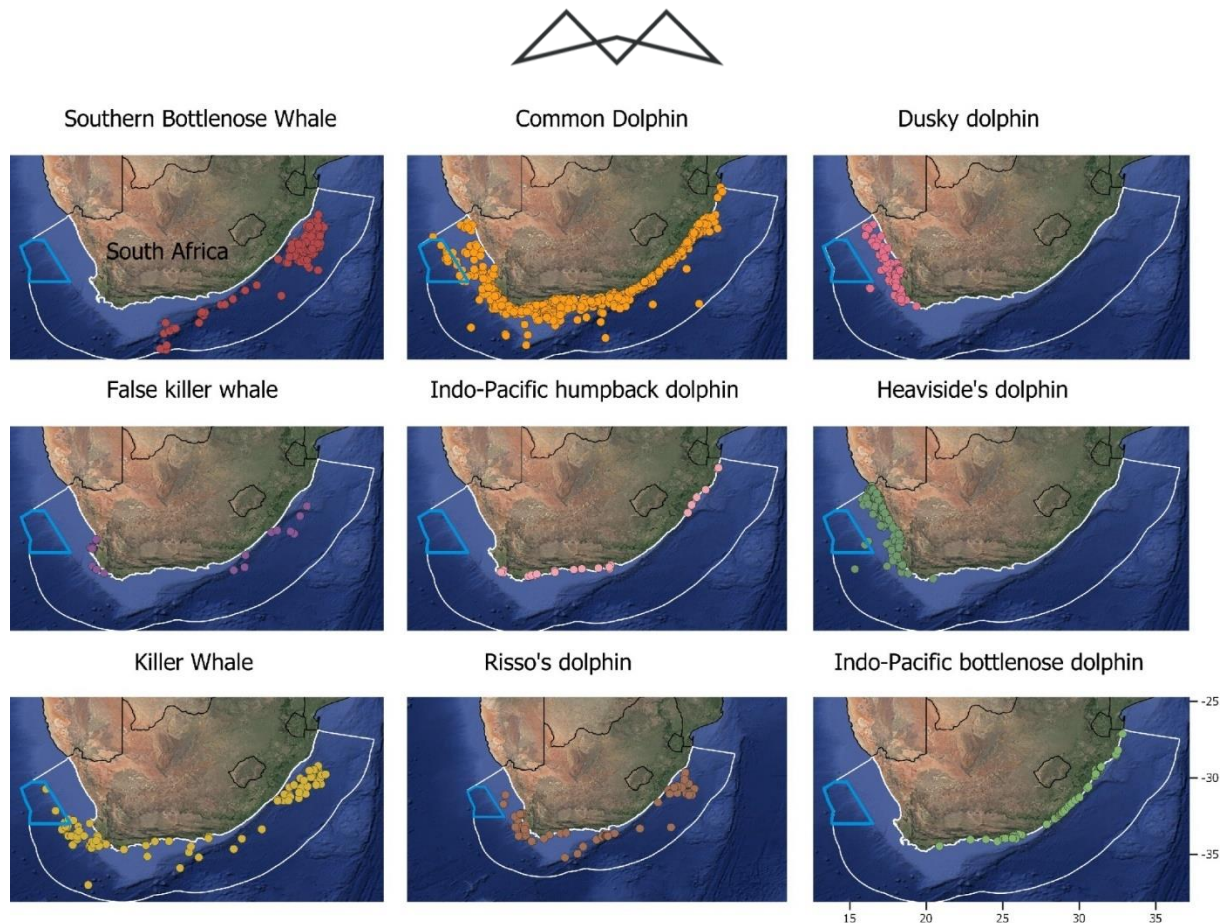 Southern Bottlenose Whale
Common Dolphin
Dusky dolphin
South Africa
False killer whale
Indo-Pacific humpback dolphin
Heaviside's dolphin
Killer Whale
Risso's dolphin
Indo-Pacific bottlenose dolphin
-25
-30
-35
15
20
25
30
35